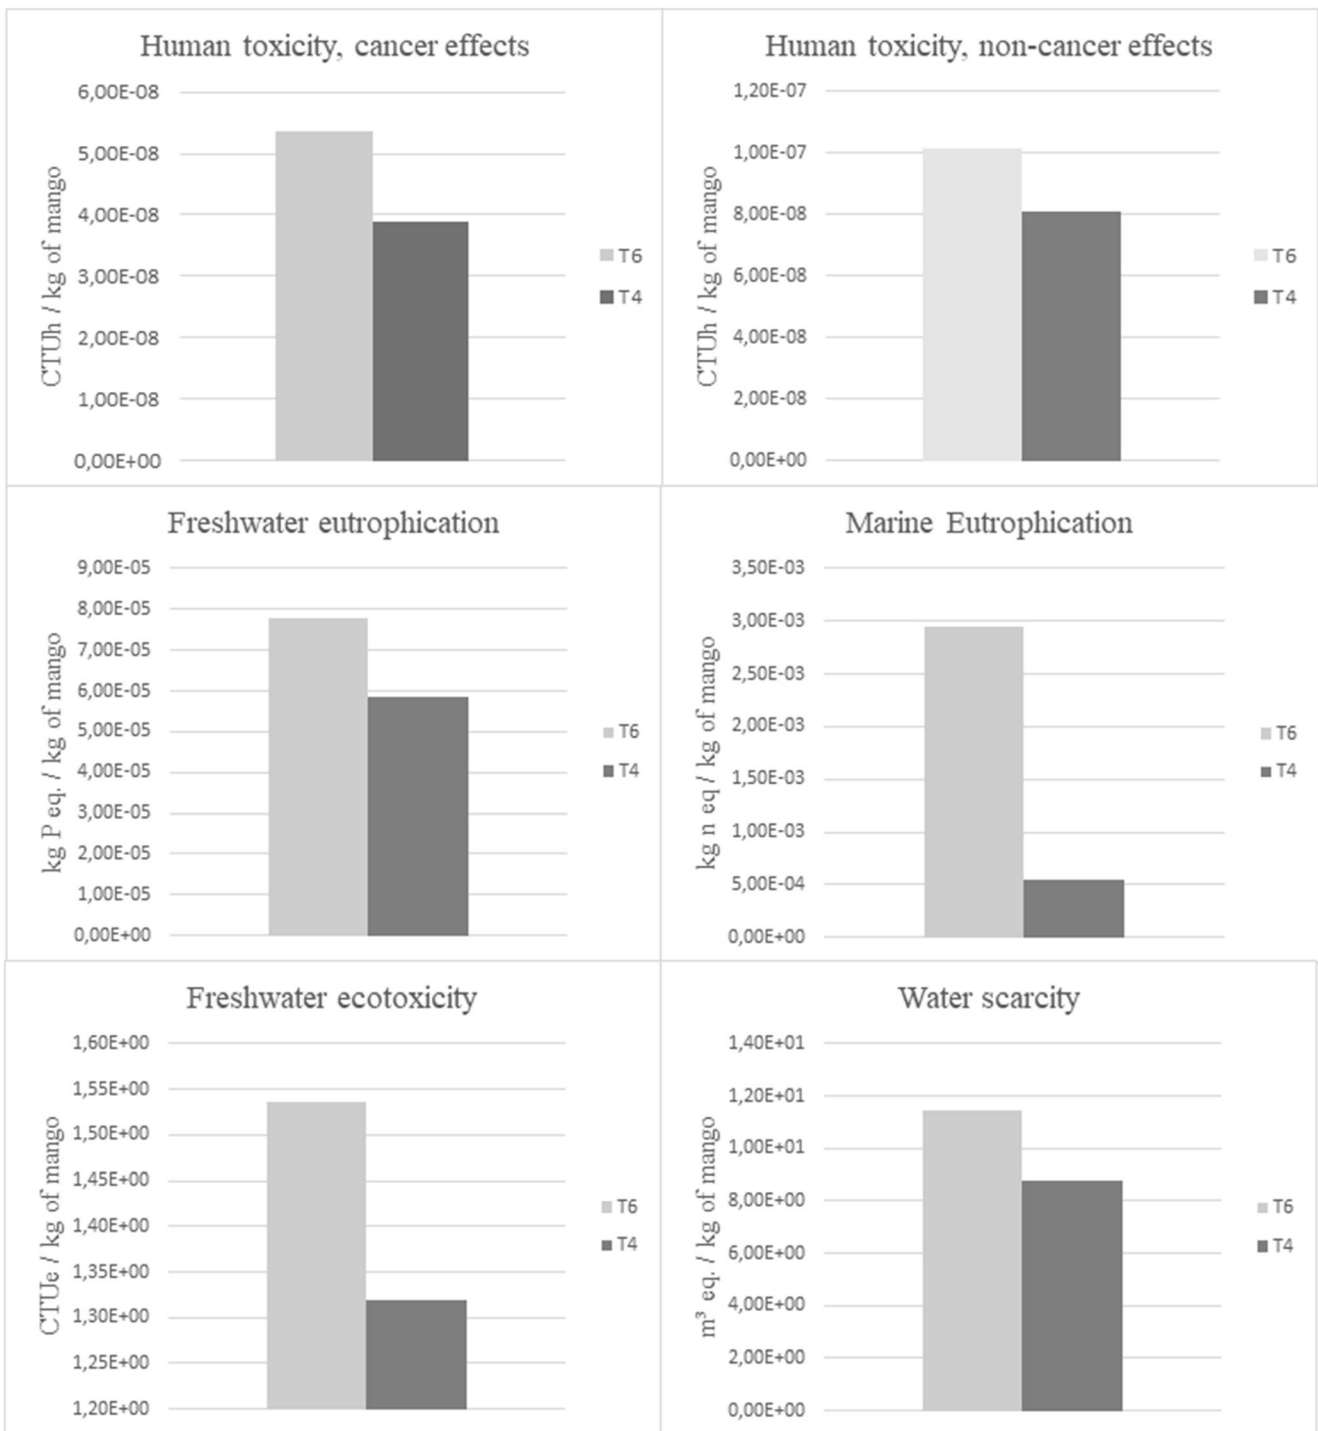 Human toxicity, cancer effects
6,00E-08
5,00E-08
4,00E-08
3,00E-08
2,00E-08
1,00E-08
0,00E+00
CTUh / kg of mango
T6
T4
Human toxicity, non-cancer effects
1,20E-07
1,00E-07
8,00E-08
6,00E-08
4,00E-08
2,00E-08
0,00E+00
CTUh / kg of mango
T6
T4
Freshwater eutrophication
9,00E-05
8,00E-05
7,00E-05
6,00E-05
5,00E-05
4,00E-05
3,00E-05
2,00E-05
1,00E-05
0,00E+00
kg P eq. / kg of mango
T6
T4
Marine Eutrophication
3,50E-03
3,00E-03
2,50E-03
2,00E-03
1,50E-03
1,00E-03
5,00E-04
0,00E+00
kg n eq / kg of mango
T6
T4
Freshwater ecotoxicity
1,60E+00
1,55E+00
1,50E+00
1,45E+00
1,40E+00
1,35E+00
1,30E+00
1,25E+00
1,20E+00
CTUe / kg of mango
T6
T4
Water scarcity
1,40E+01
1,20E+01
1,00E+01
8,00E+00
6,00E+00
4,00E+00
2,00E+00
0,00E+00
m³ eq. / kg of mango
T6
T4